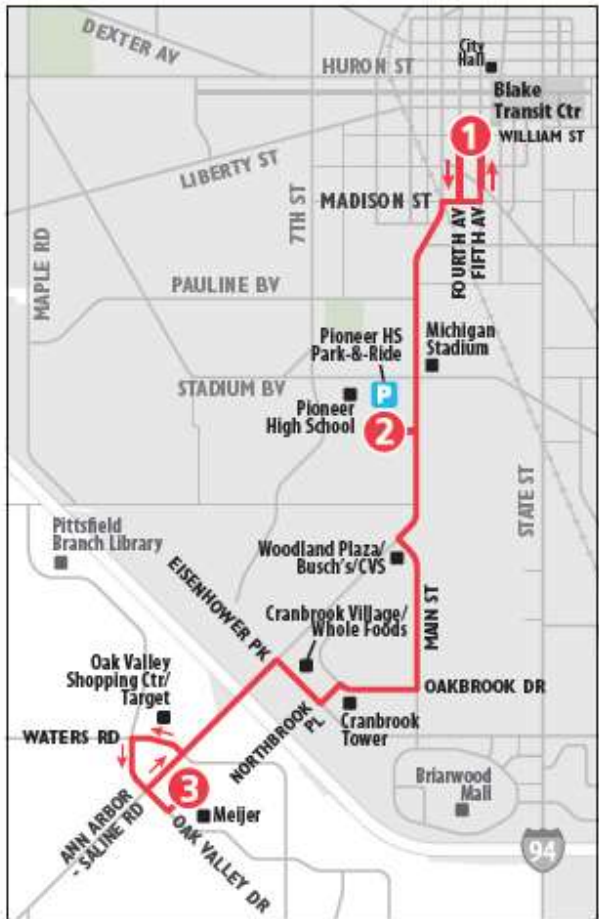 DEXTER AV
HURON ST
City
Hall
Blake
Transit Ctr
1
WILLIAM ST
LIBERTY ST
MADISON ST
7TH ST
MAPLE RD
FOURTH AV
FIFTH AV
PAULINE BV
Pioneer HS
Park-&-Ride
Michigan
Stadium
STADIUM BV
P
Pioneer
High School
2
STATE ST
Pittsfield
Branch Library
Woodland Plaza/
Busch's/CVS
EISENHOWER PK
Cranbrook Village/
Whole Foods
MAIN ST
Oak Valley
Shopping Ctr/
Target
OAKBROOK DR
NORTHBROOK
PL
Cranbrook
Tower
WATERS RD
3
Briarwood
Mall
Meijer
ANN ARBOR
- SALINE RD
OAK VALLEY DR
94